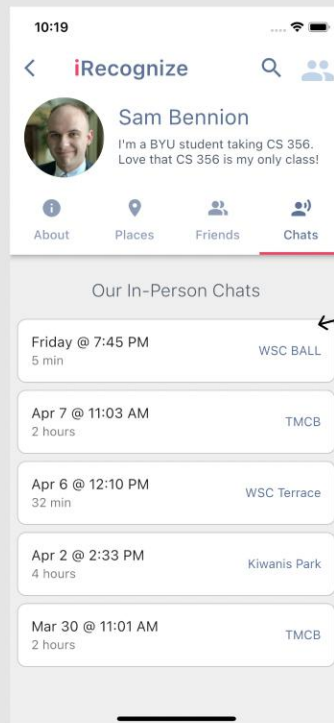 10:19
iRecognize
Sam Bennion
I'm a BYU student taking CS 356.
Love that CS 356 is my only class!
About Places Friends Chats
Our In-Person Chats
Friday @ 7:45 PM
5 min
WSC BALL
Apr 7 @ 11:03 AM
2 hours
TMCB
Apr 6 @ 12:10 PM
32 min
WSC Terrace
Apr 2 @ 2:33 PM
4 hours
Kiwanis Park
Mar 30 @ 11:01 AM
2 hours
TMCB